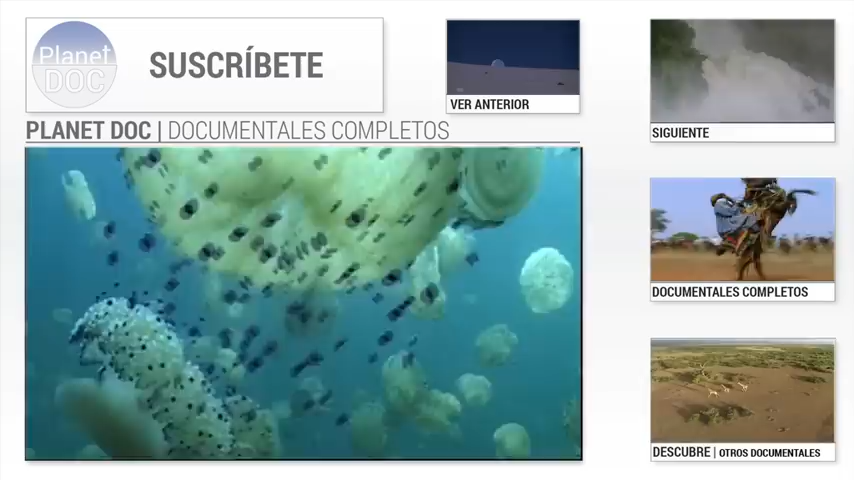 Planet
DOC
SUSCRÍBETE
VER ANTERIOR
PLANET DOC | DOCUMENTALES COMPLETOS
SIGUIENTE
DOCUMENTALES COMPLETOS
DESCUBRE | OTROS DOCUMENTALES